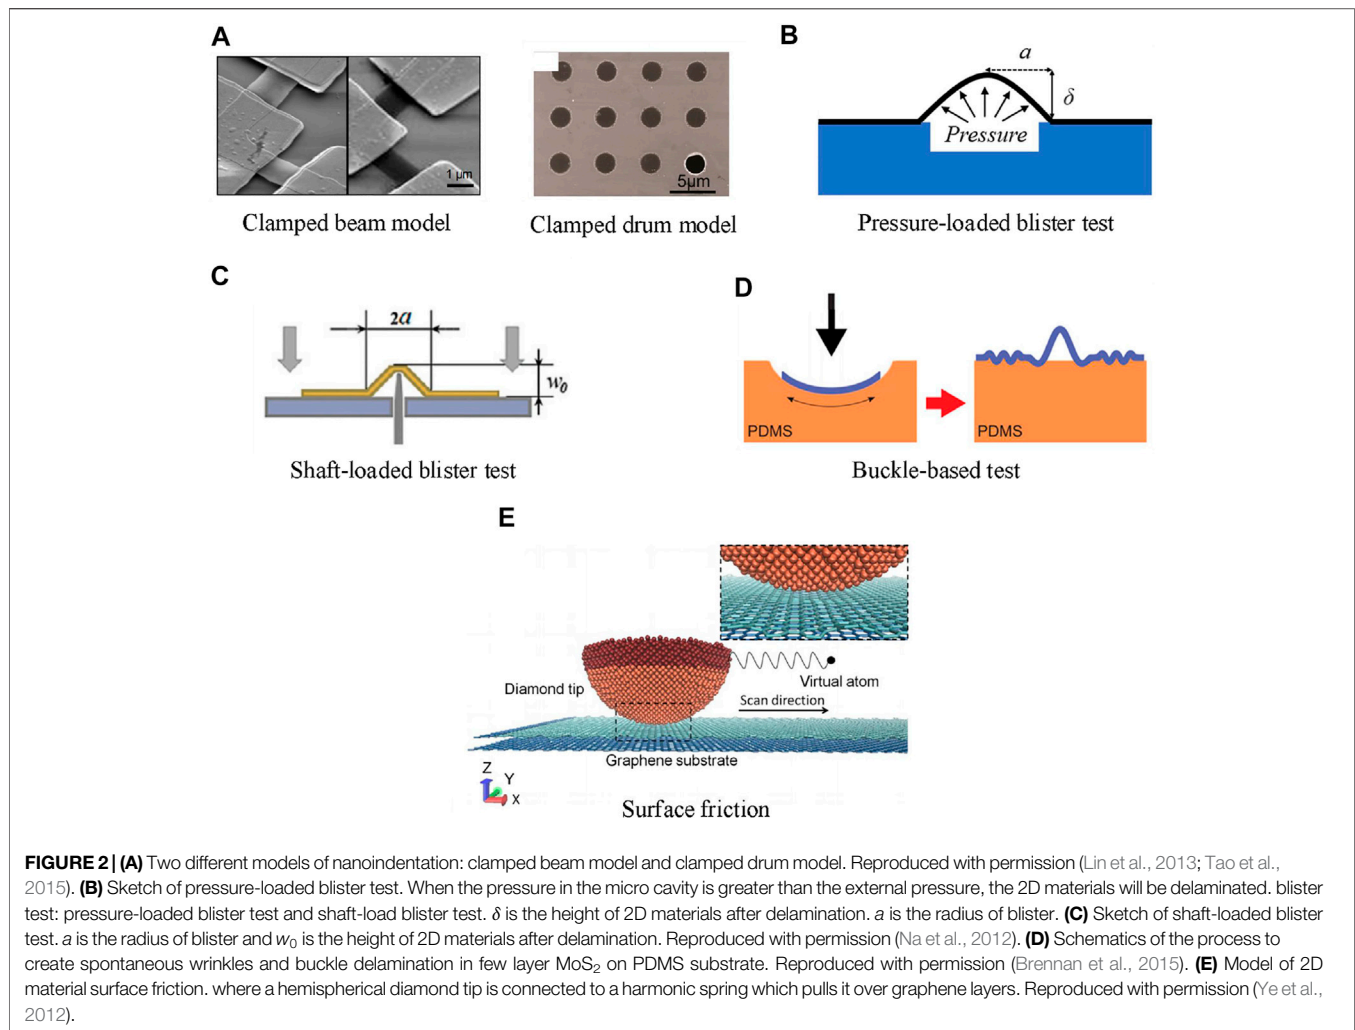 A
1 μm
Clamped beam model
5μm
Clamped drum model
B
a
δ
Pressure
Pressure-loaded blister test
C
2a
w₀
Shaft-loaded blister test
D
PDMS
PDMS
Buckle-based test
E
Diamond tip
Virtual atom
Scan direction
Graphene substrate
Z
Y
X
Surface friction
FIGURE 2 | (A) Two different models of nanoindentation: clamped beam model and clamped drum model. Reproduced with permission (Lin et al., 2013; Tao et al.,
2015). (B) Sketch of pressure-loaded blister test. When the pressure in the micro cavity is greater than the external pressure, the 2D materials will be delaminated. blister
test: pressure-loaded blister test and shaft-load blister test. δ is the height of 2D materials after delamination. a is the radius of blister. (C) Sketch of shaft-loaded blister
test. a is the radius of blister and w₀ is the height of 2D materials after delamination. Reproduced with permission (Na et al., 2012). (D) Schematics of the process to
create spontaneous wrinkles and buckle delamination in few layer MoS₂ on PDMS substrate. Reproduced with permission (Brennan et al., 2015). (E) Model of 2D
material surface friction. where a hemispherical diamond tip is connected to a harmonic spring which pulls it over graphene layers. Reproduced with permission (Ye et al.,
2012).